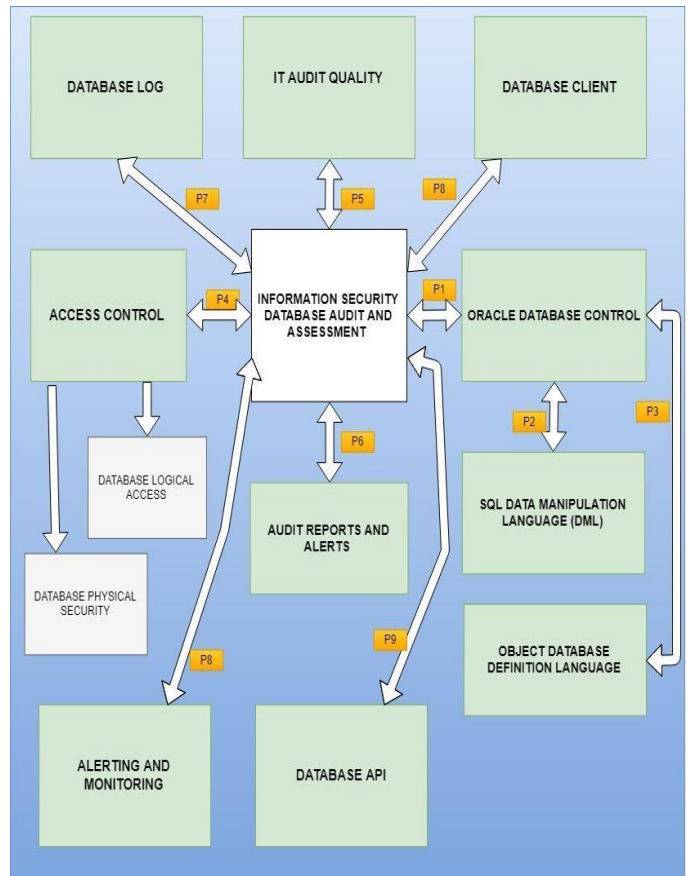 DATABASE LOG
IT AUDIT QUALITY
DATABASE CLIENT
P7
P5
P8
INFORMATION SECURITY
DATABASE AUDIT AND
ASSESSMENT
ACCESS CONTROL
P4
P1
ORACLE DATABASE CONTROL
P3
P2
P6
DATABASE LOGICAL
ACCESS
AUDIT REPORTS AND
ALERTS
SQL DATA MANIPULATION
LANGUAGE (DML)
DATABASE PHYSICAL
SECURITY
P8
P9
OBJECT DATABASE
DEFINITION LANGUAGE
ALERTING AND
MONITORING
DATABASE API